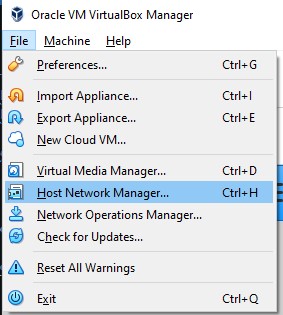 Oracle VM VirtualBox Manager
File Machine Help
Preferences... Ctrl+G
Import Appliance... Ctrl+I
Export Appliance... Ctrl+E
New Cloud VM...
Virtual Media Manager... Ctrl+D
Host Network Manager... Ctrl+H
Network Operations Manager...
Check for Updates...
Reset All Warnings
Exit Ctrl+Q